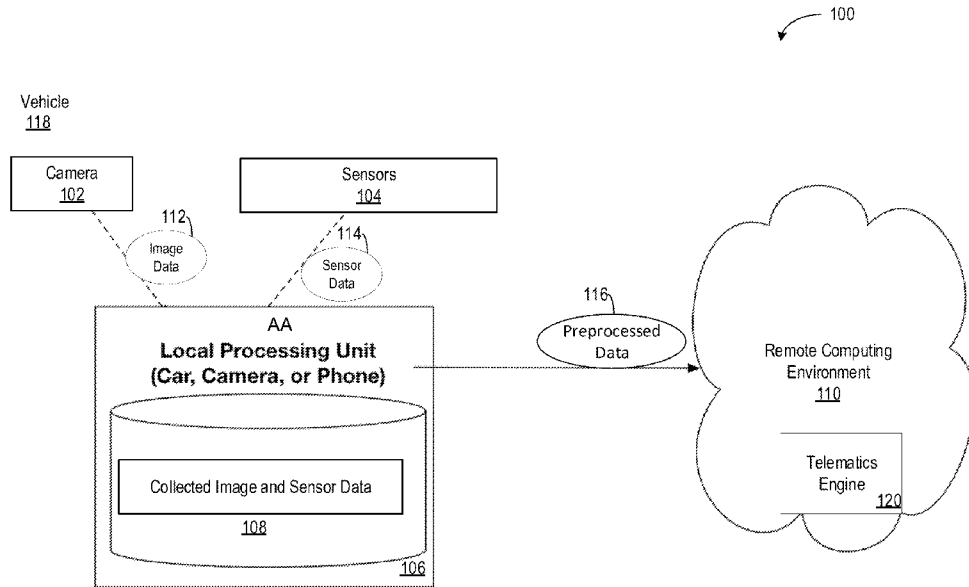 100
Vehicle
118
Camera
102
Sensors
104
112
Image
Data
114
Sensor
Data
AA
Local Processing Unit
(Car, Camera, or Phone)
116
Preprocessed
Data
Remote Computing
Environment
110
Collected Image and Sensor Data
108
106
Telematics
Engine
120